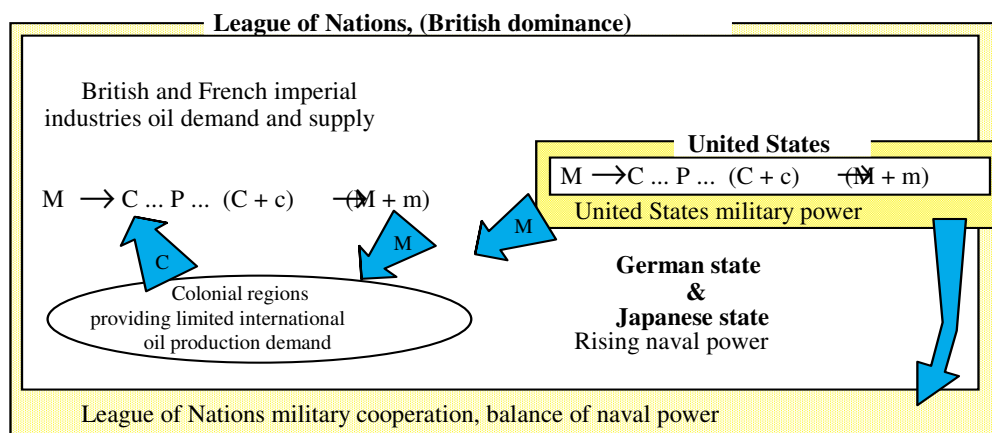 League of Nations, (British dominance)
British and French imperial
industries oil demand and supply
United States
M → C ... P ... (C + c) → (M + m)
United States military power
M → C ... P ... (C + c) → (M + m)
M
M
C
German state
&
Japanese state
Rising naval power
Colonial regions
providing limited international
oil production demand
League of Nations military cooperation, balance of naval power